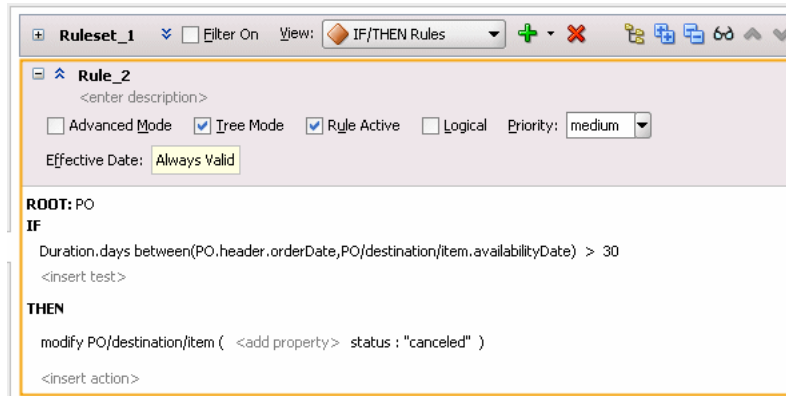 Ruleset_1 Filter On View: IF/THEN Rules
Rule_2
<enter description>
Advanced Mode Tree Mode Rule Active Logical Priority: medium
Effective Date: Always Valid
ROOT: PO
IF
Duration.days between(PO.header.orderDate,PO/destination/item.availabilityDate) > 30
<insert test>
THEN
modify PO/destination/item ( <add property> status : "canceled" )
<insert action>